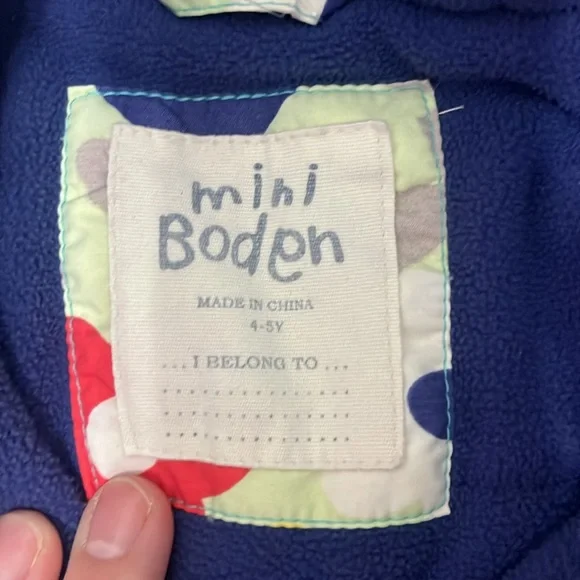 mini
Boden
MADE IN CHINA
4-5Y
... I BELONG TO ...